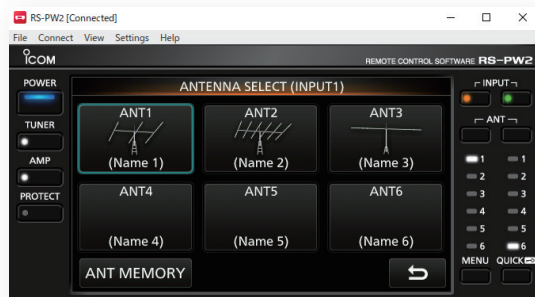 RS-PW2 [Connected]
File Connect View Settings Help
ICOM
REMOTE CONTROL SOFTWARE RS-PW2
POWER
TUNER
AMP
PROTECT
ANTENNA SELECT (INPUT1)
ANT1
(Name 1)
ANT2
(Name 2)
ANT3
(Name 3)
ANT4
(Name 4)
ANT5
(Name 5)
ANT6
(Name 6)
ANT MEMORY
INPUT
ANT
1 1
2 2
3 3
4 4
5 5
6 6
MENU QUICK